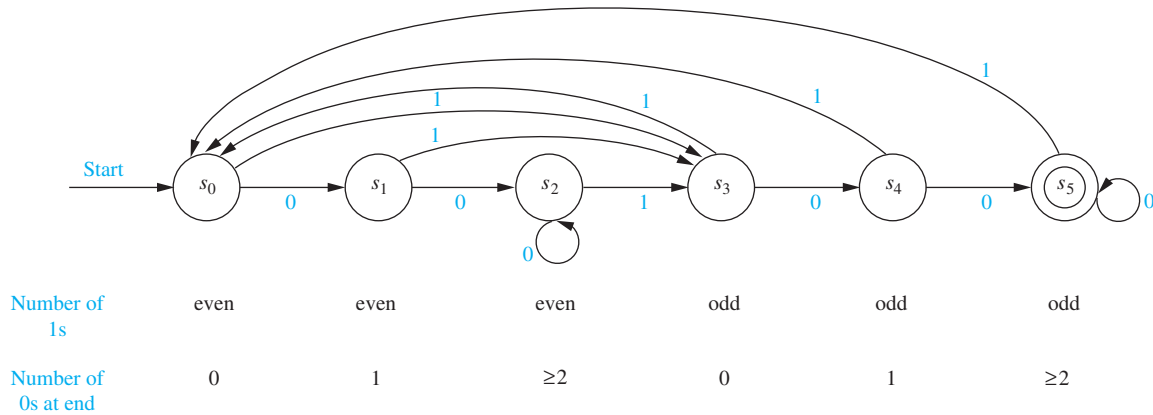 1
1
1
1
1
Start
s₀
s₁
s₂
s₃
s₄
s₅
0
0
1
0
0
0
0
Number of
1s
even
even
even
odd
odd
odd
Number of
0s at end
0
1
≥2
0
1
≥2